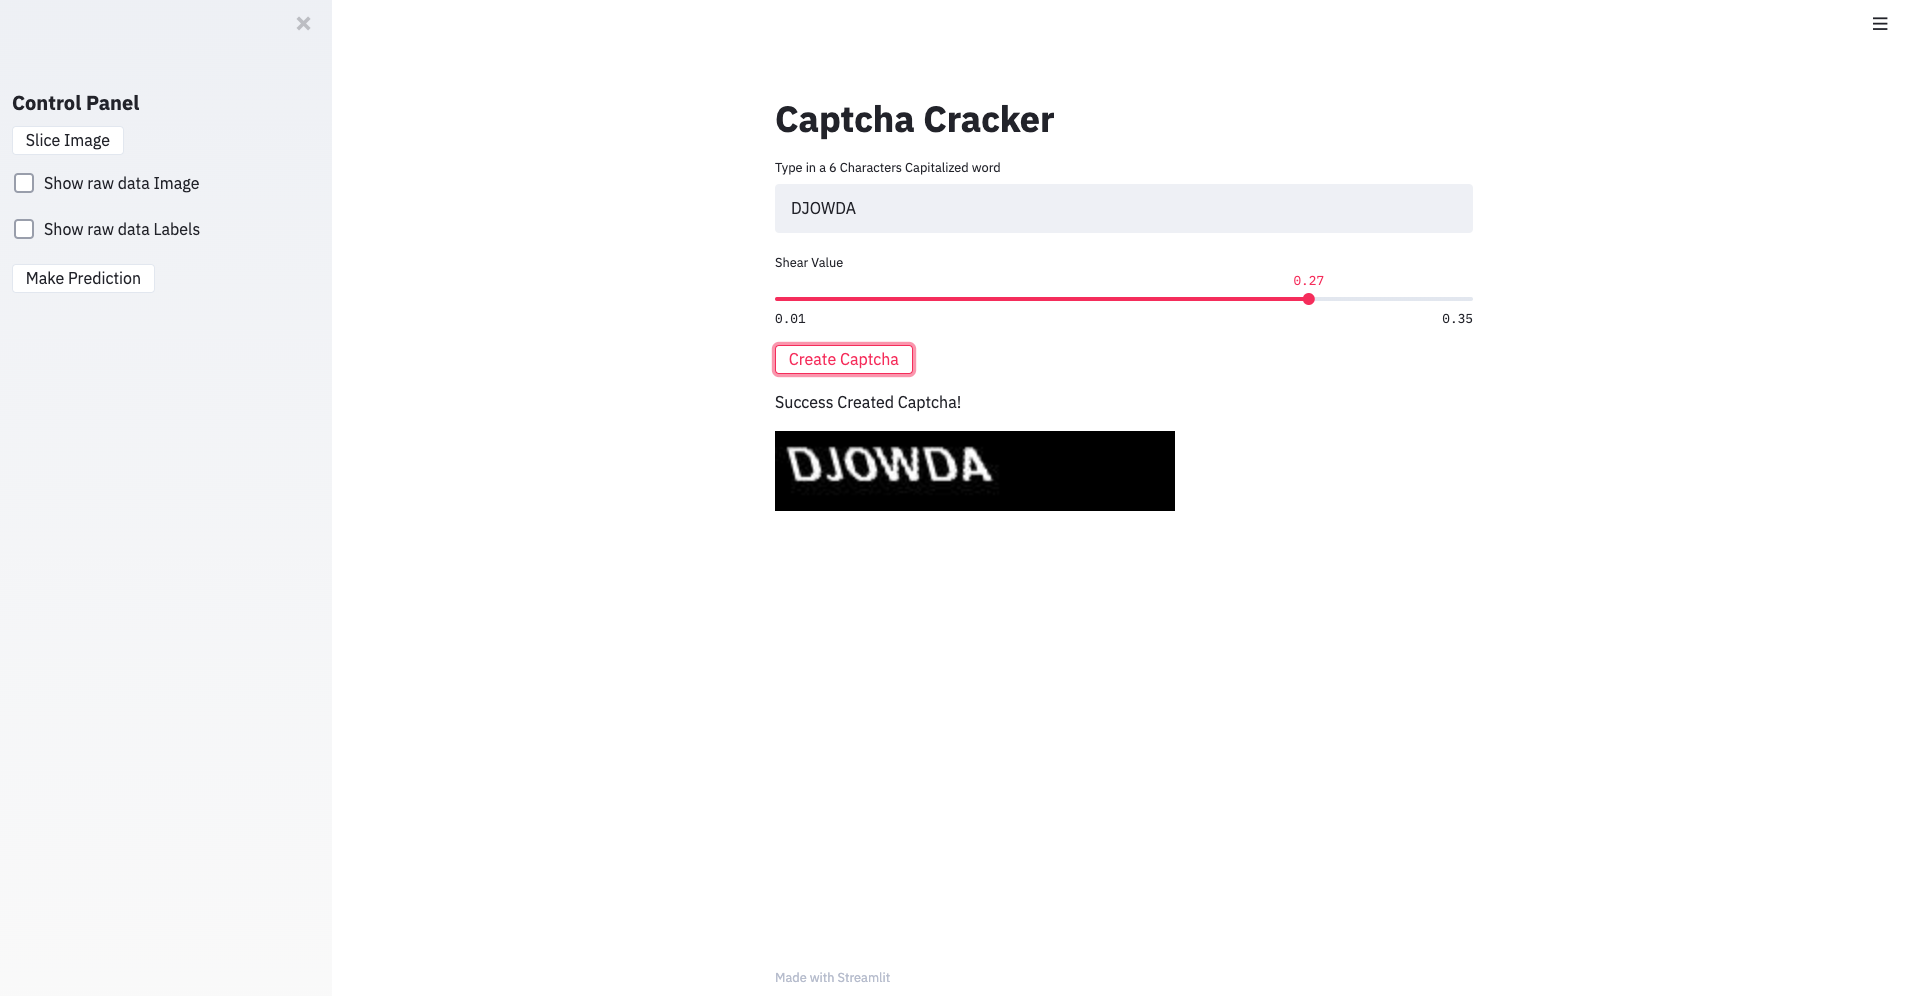 Control Panel
Slice Image
Show raw data Image
Show raw data Labels
Make Prediction
Captcha Cracker
Type in a 6 Characters Capitalized word
DJOWDA
Shear Value
0.27
0.01 0.35
Create Captcha
Success Created Captcha!
DJOWDA
Made with Streamlit